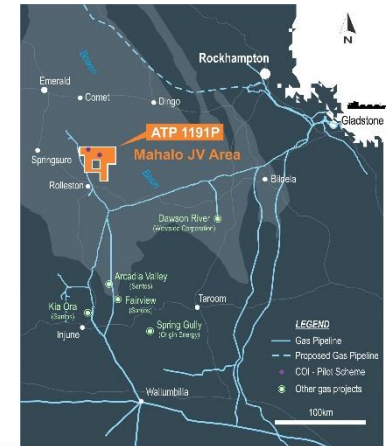 N
Bowen
Rockhampton
Emerald
Comet
Dingo
Gladstone
ATP 1191P
Mahalo JV Area
Springsure
Basin
Rolleston
Biloela
Dawson River
(Westside Corporation)
Arcadia Valley
(Santos)
Fairview
(Santos)
Kia Ora
(Santos)
Taroom
Injune
Spring Gully
(Origin Energy)
LEGEND
Gas Pipeline
Proposed Gas Pipeline
COI - Pilot Scheme
Other gas projects
Wallumbilla
100km